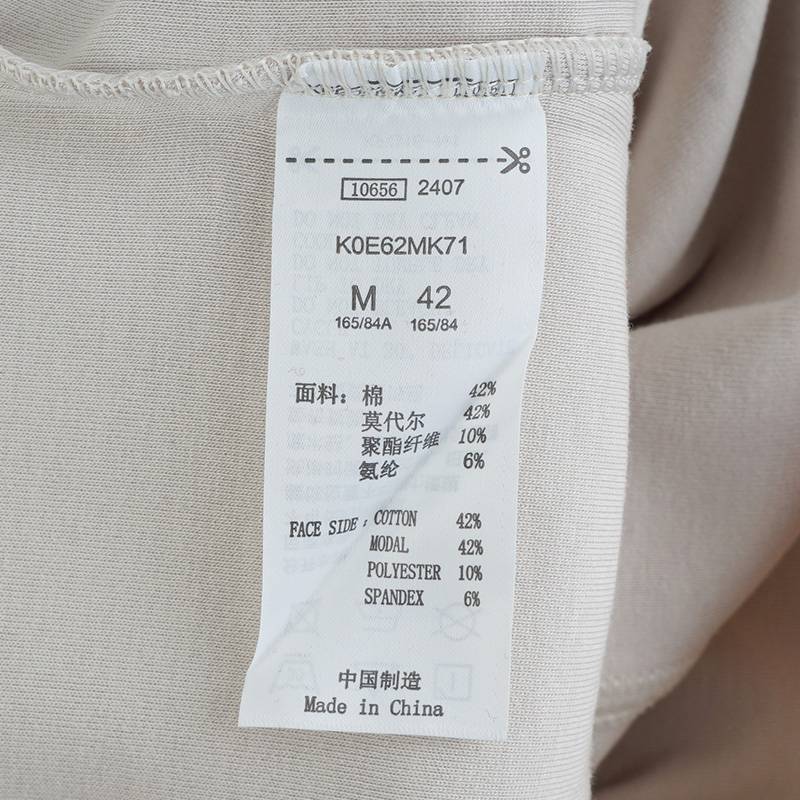 10656 2407
K0E62MK71
M 42
165/84A 165/84
面料：棉 42%
莫代尔 42%
聚酯纤维 10%
氨纶 6%
FACE SIDE: COTTON 42%
MODAL 42%
POLYESTER 10%
SPANDEX 6%
中国制造
Made in China